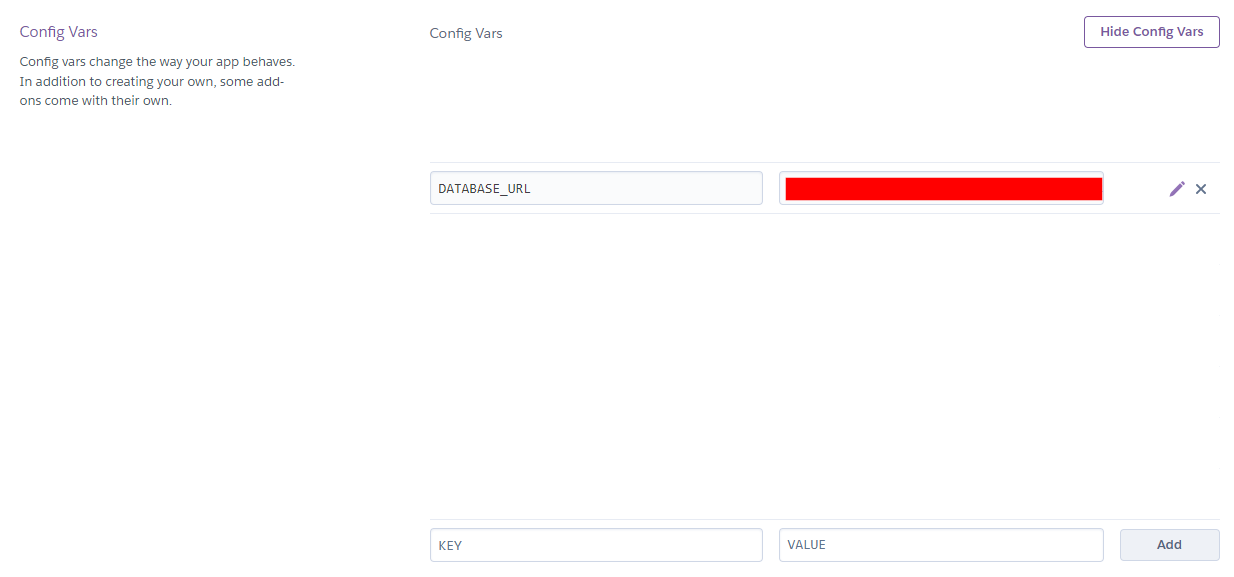 Config Vars
Config vars change the way your app behaves.
In addition to creating your own, some add-
ons come with their own.
Config Vars
Hide Config Vars
DATABASE_URL
KEY
VALUE
Add